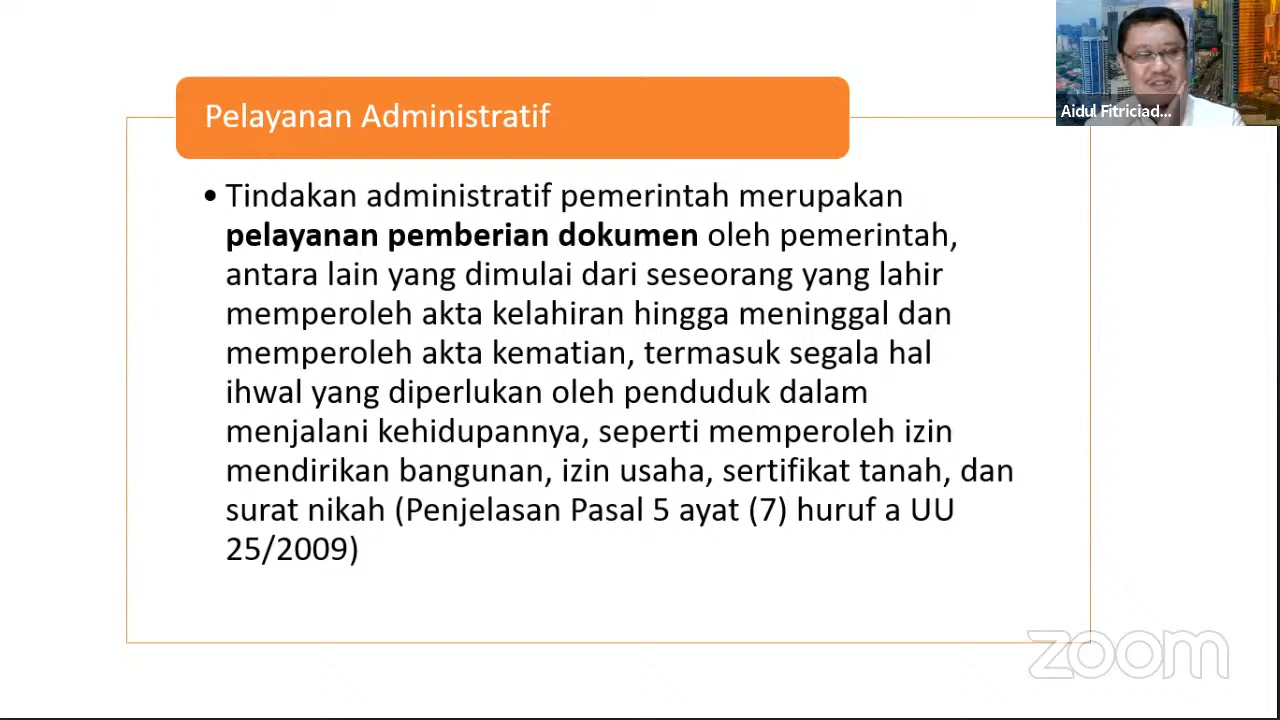 Pelayanan Administratif
Aidul Fitriciad...
• Tindakan administratif pemerintah merupakan
pelayanan pemberian dokumen oleh pemerintah,
antara lain yang dimulai dari seseorang yang lahir
memperoleh akta kelahiran hingga meninggal dan
memperoleh akta kematian, termasuk segala hal
ihwal yang diperlukan oleh penduduk dalam
menjalani kehidupannya, seperti memperoleh izin
mendirikan bangunan, izin usaha, sertifikat tanah, dan
surat nikah (Penjelasan Pasal 5 ayat (7) huruf a UU
25/2009)
zoom